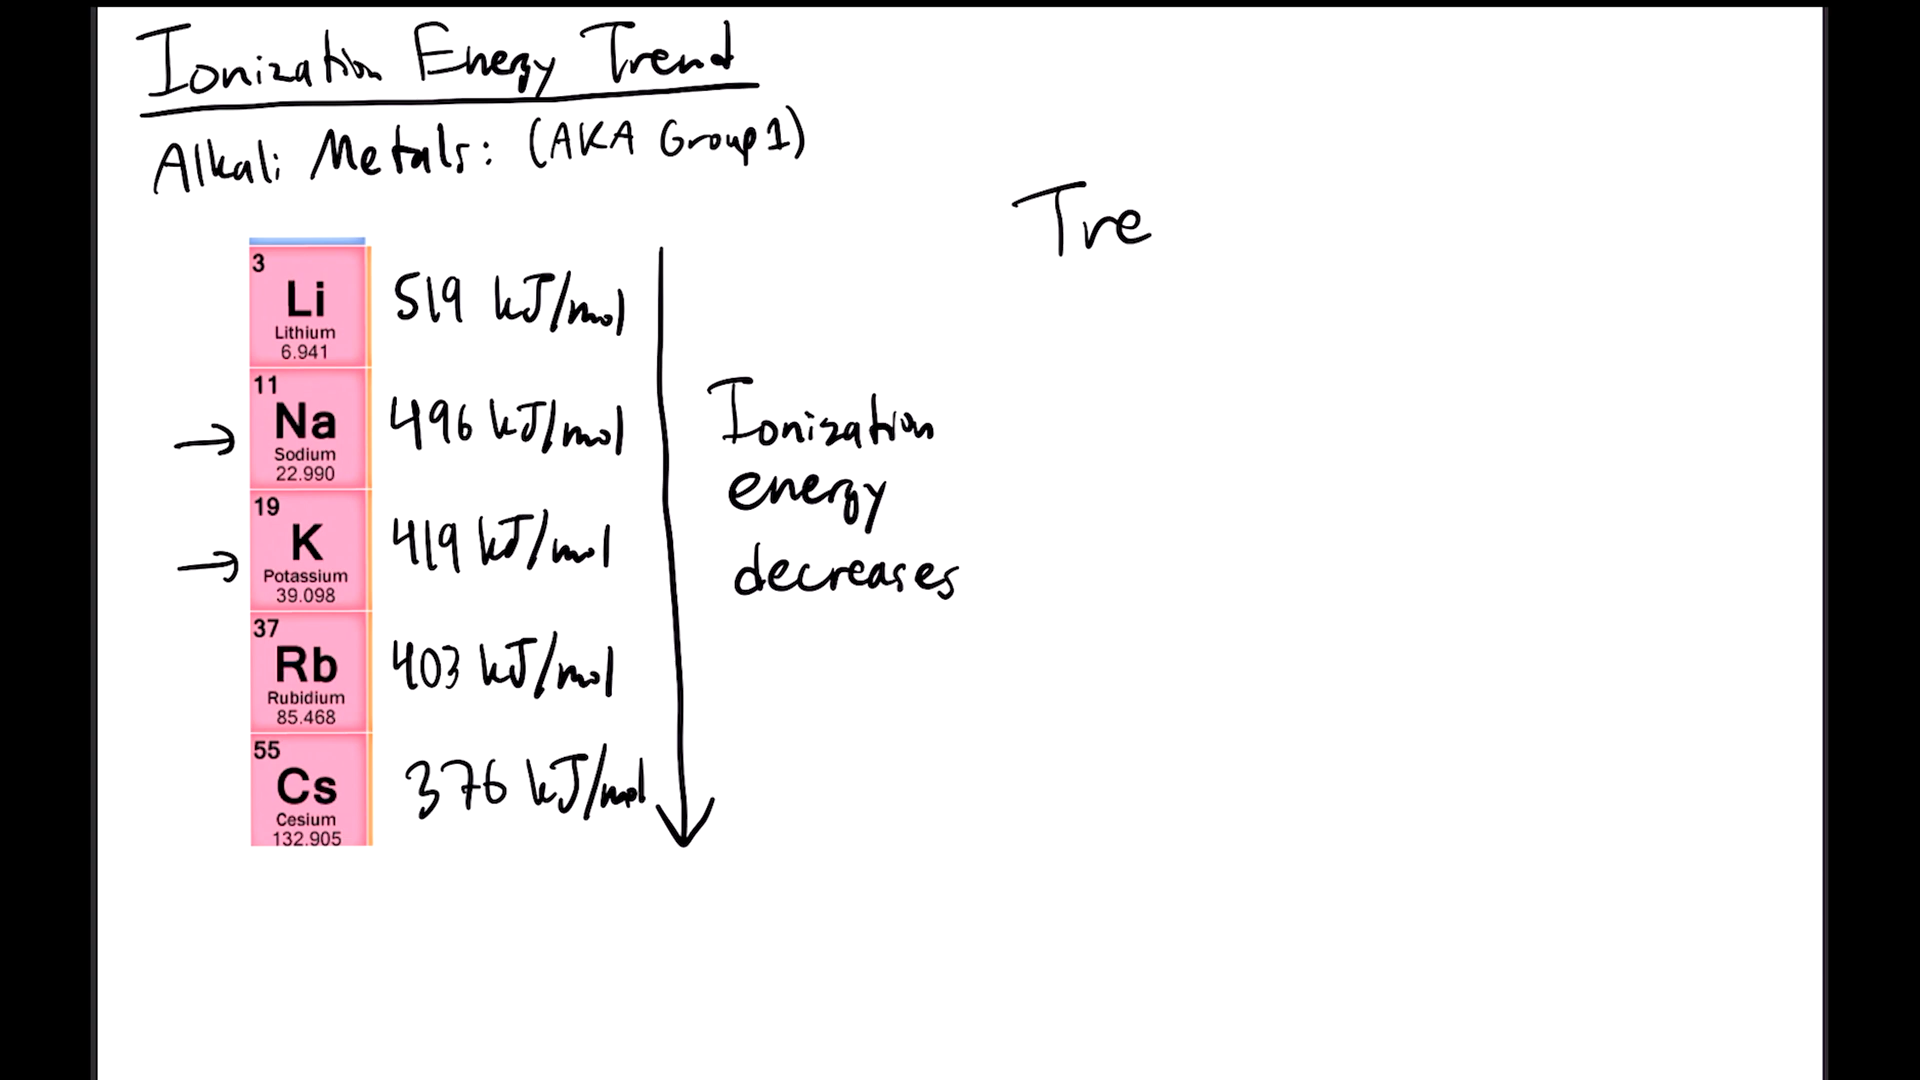 Ionization Energy Trend
Alkali Metals: (AKA Group 1)
Tre
3
Li
Lithium
6.941
519 kJ/mol
11
Na
Sodium
22.990
496 kJ/mol
19
K
Potassium
39.098
419 kJ/mol
37
Rb
Rubidium
85.468
403 kJ/mol
55
Cs
Cesium
132.905
376 kJ/mol
Ionization
energy
decreases